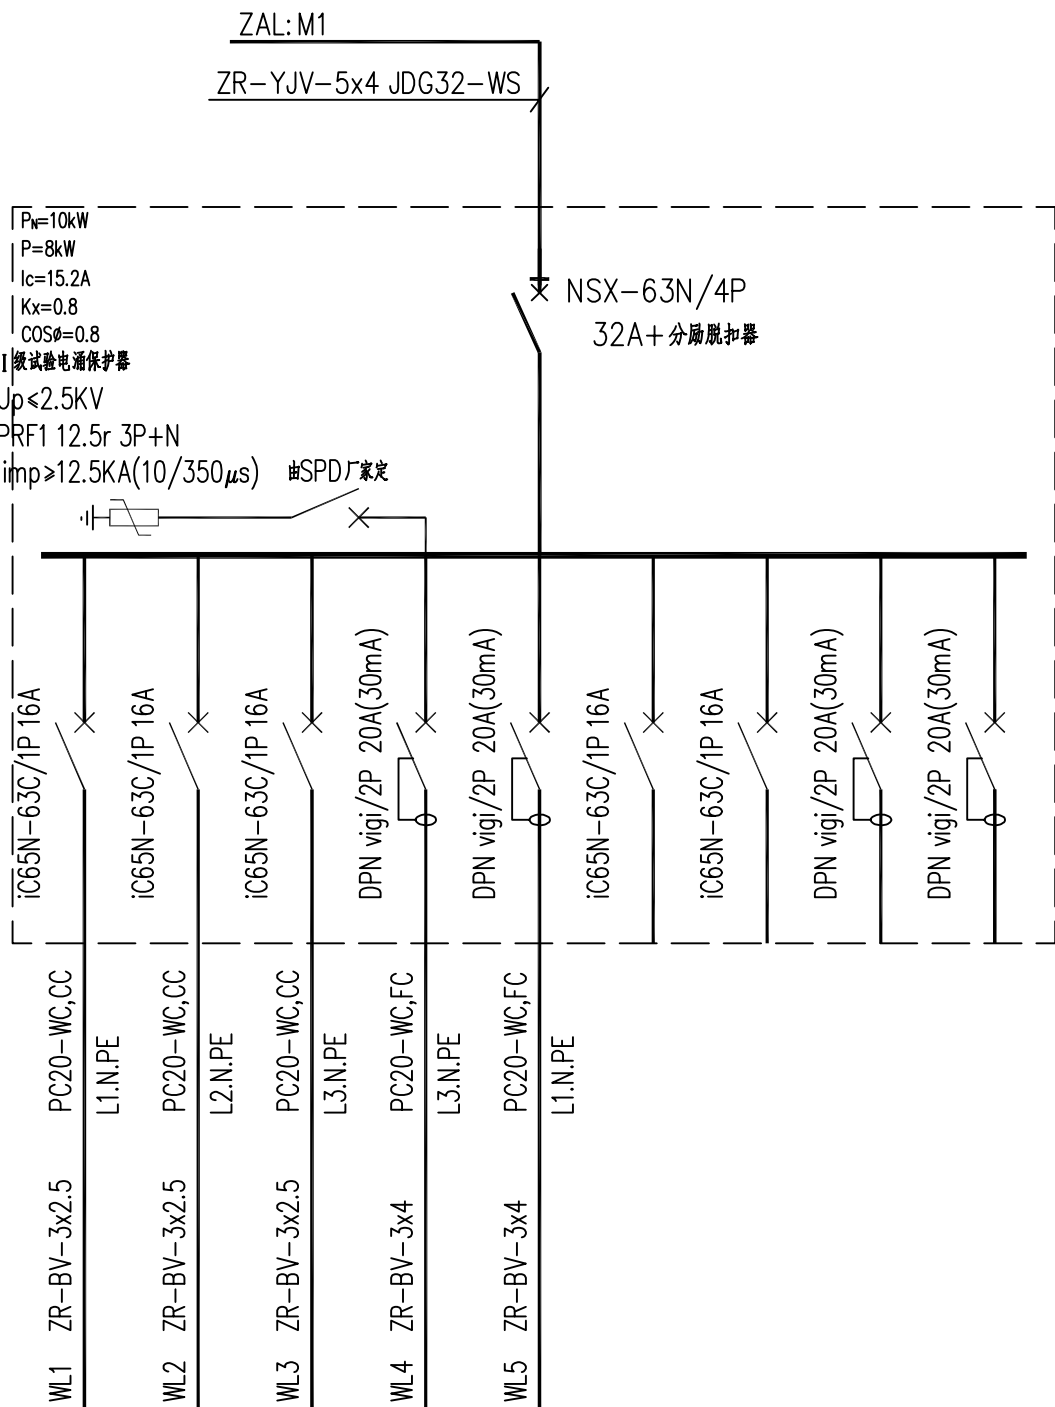 ZAL:M1
ZR-YJV-5x4 JDG32-WS
PN=10kW
P=8kW
Ic=15.2A
Kx=0.8
COSø=0.8
I级试验电涌保护器
Up≤2.5KV
PRF1 12.5r 3P+N
imp≥12.5KA(10/350μs)
由SPD厂家定
NSX-63N/4P
32A+分励脱扣器
iC65N-63C/1P 16A
iC65N-63C/1P 16A
iC65N-63C/1P 16A
DPN vigi/2P 20A(30mA)
DPN vigi/2P 20A(30mA)
iC65N-63C/1P 16A
iC65N-63C/1P 16A
DPN vigi/2P 20A(30mA)
DPN vigi/2P 20A(30mA)
WL1 ZR-BV-3x2.5 PC20-WC,CC
L1.N.PE
WL2 ZR-BV-3x2.5 PC20-WC,CC
L2.N.PE
WL3 ZR-BV-3x2.5 PC20-WC,CC
L3.N.PE
WL4 ZR-BV-3x4 PC20-WC,FC
L3.N.PE
WL5 ZR-BV-3x4 PC20-WC,FC
L1.N.PE